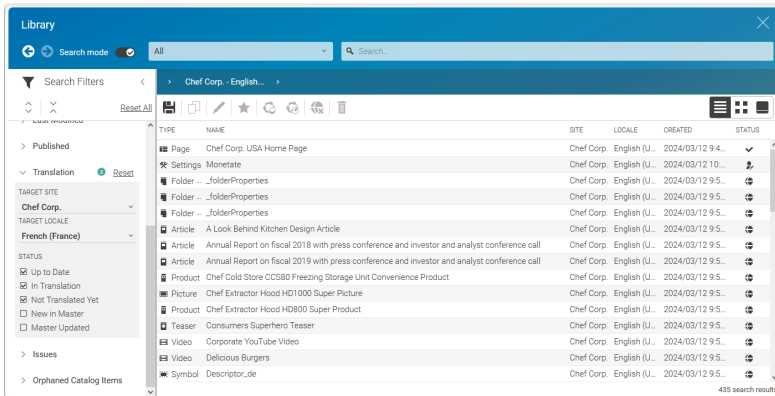 Library
Search mode All Search...
Search Filters Chef Corp. - English...
Reset All
Last Modified
TYPE NAME SITE LOCALE CREATED STATUS
Published
Page Chef Corp. USA Home Page Chef Corp. English (U... 2024/03/12 9:4...
Settings Monetate Chef Corp. English (U... 2024/03/12 10:...
Translation 3 Reset
Folder ... _folderProperties Chef Corp. English (U... 2024/03/12 9:5...
TARGET SITE
Folder ... _folderProperties Chef Corp. English (U... 2024/03/12 9:5...
Chef Corp.
Folder ... _folderProperties Chef Corp. English (U... 2024/03/12 9:5...
TARGET LOCALE
Article A Look Behind Kitchen Design Article Chef Corp. English (U... 2024/03/12 9:5...
French (France)
Article Annual Report on fiscal 2018 with press conference and investor and analyst conference call Chef Corp. English (U... 2024/03/12 9:5...
STATUS
Article Annual Report on fiscal 2019 with press conference and investor and analyst conference call Chef Corp. English (U... 2024/03/12 9:5...
Up to Date
Product Chef Cold Store CCS80 Freezing Storage Unit Convenience Product Chef Corp. English (U... 2024/03/12 9:5...
In Translation
Picture Chef Extractor Hood HD1000 Super Picture Chef Corp. English (U... 2024/03/12 9:5...
Not Translated Yet
Product Chef Extractor Hood HD800 Super Product Chef Corp. English (U... 2024/03/12 9:5...
New in Master
Teaser Consumers Superhero Teaser Chef Corp. English (U... 2024/03/12 9:5...
Master Updated
Video Corporate YouTube Video Chef Corp. English (U... 2024/03/12 9:5...
Issues
Video Delicious Burgers Chef Corp. English (U... 2024/03/12 9:5...
Symbol Descriptor_de Chef Corp. English (U... 2024/03/12 9:5...
Orphaned Catalog Items
435 search results